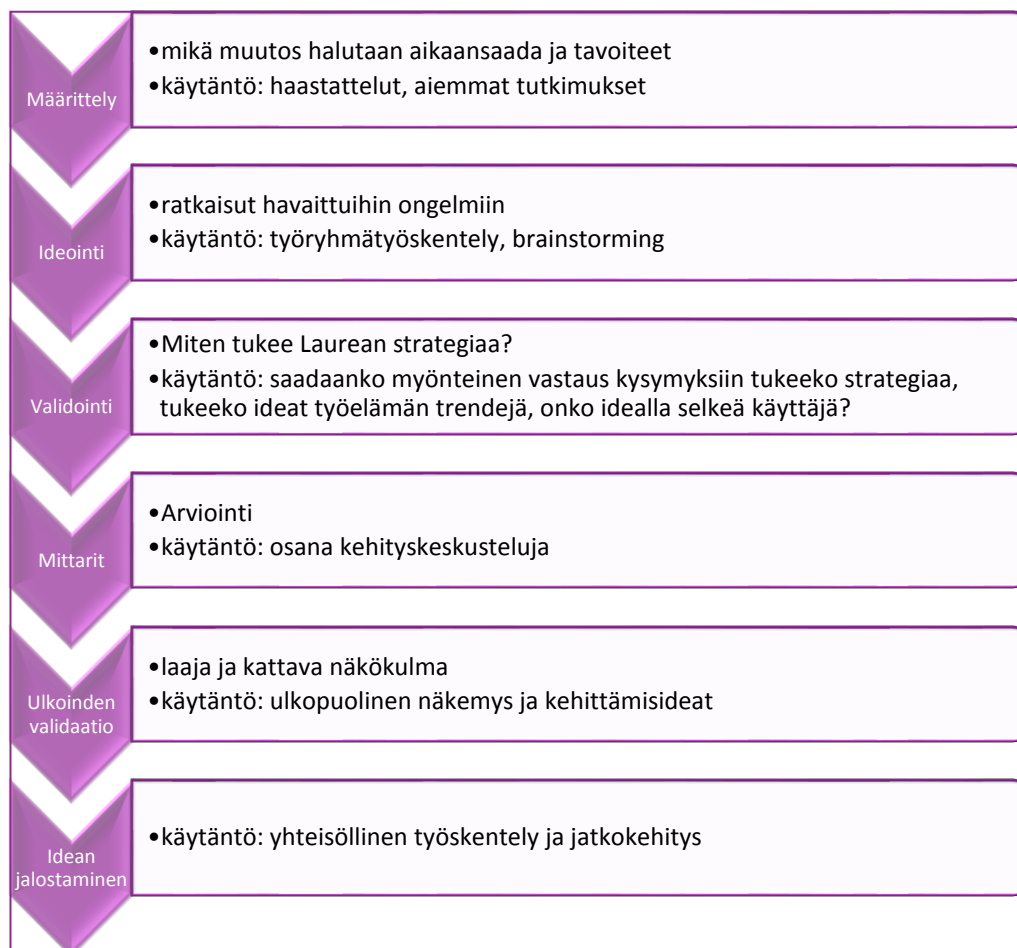 Määrittely
•mikä muutos halutaan aikaansaada ja tavoiteet
•käytäntö: haastattelut, aiemmat tutkimukset
Ideointi
•ratkaisut havaittuihin ongelmiin
•käytäntö: työryhmätyöskentely, brainstorming
Validointi
•Miten tukee Laurean strategiaa?
•käytäntö: saadaanko myönteinen vastaus kysymyksiin tukeeko strategiaa,
tukeeko ideat työelämän trendejä, onko idealla selkeä käyttäjä?
Mittarit
•Arviointi
•käytäntö: osana kehityskeskusteluja
Ulkoinden
validaatio
•laaja ja kattava näkökulma
•käytäntö: ulkopuolinen näkemys ja kehittämisideat
Idean
jalostaminen
•käytäntö: yhteisöllinen työskentely ja jatkokehitys